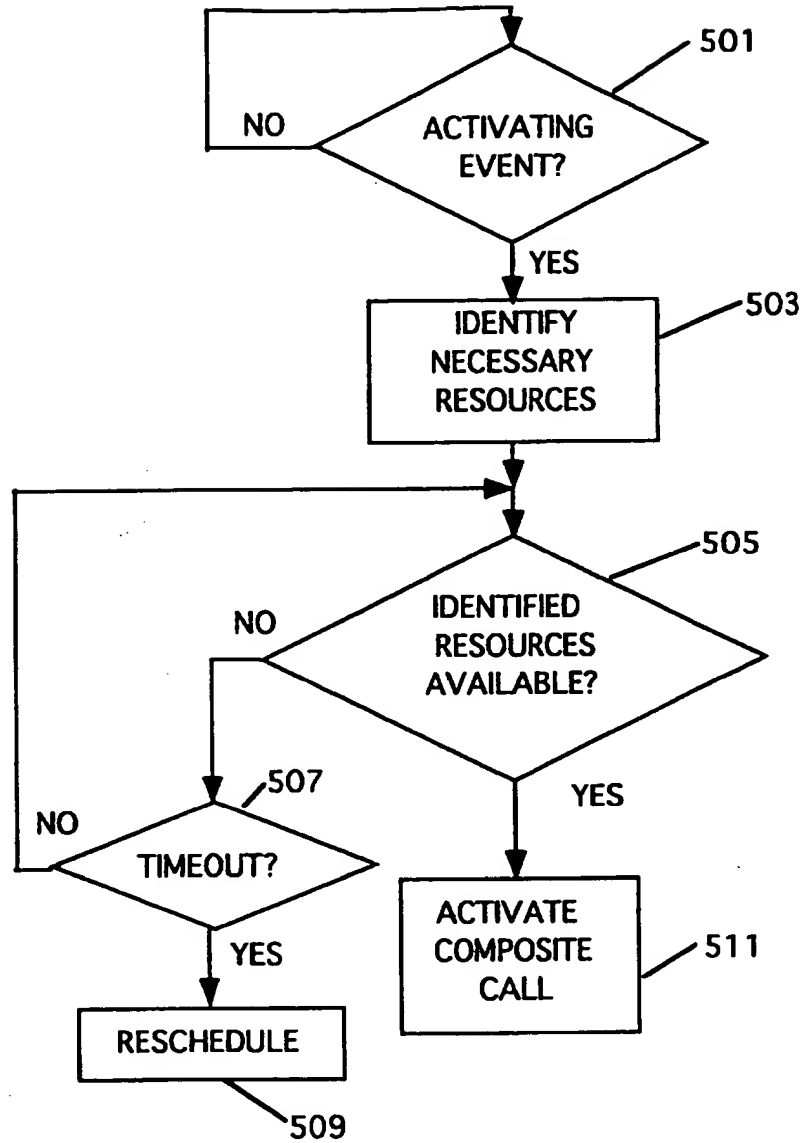 501
NO
ACTIVATING
EVENT?
YES
503
IDENTIFY
NECESSARY
RESOURCES
505
NO
IDENTIFIED
RESOURCES
AVAILABLE?
507
YES
NO
TIMEOUT?
ACTIVATE
COMPOSITE
CALL
511
YES
RESCHEDULE
509